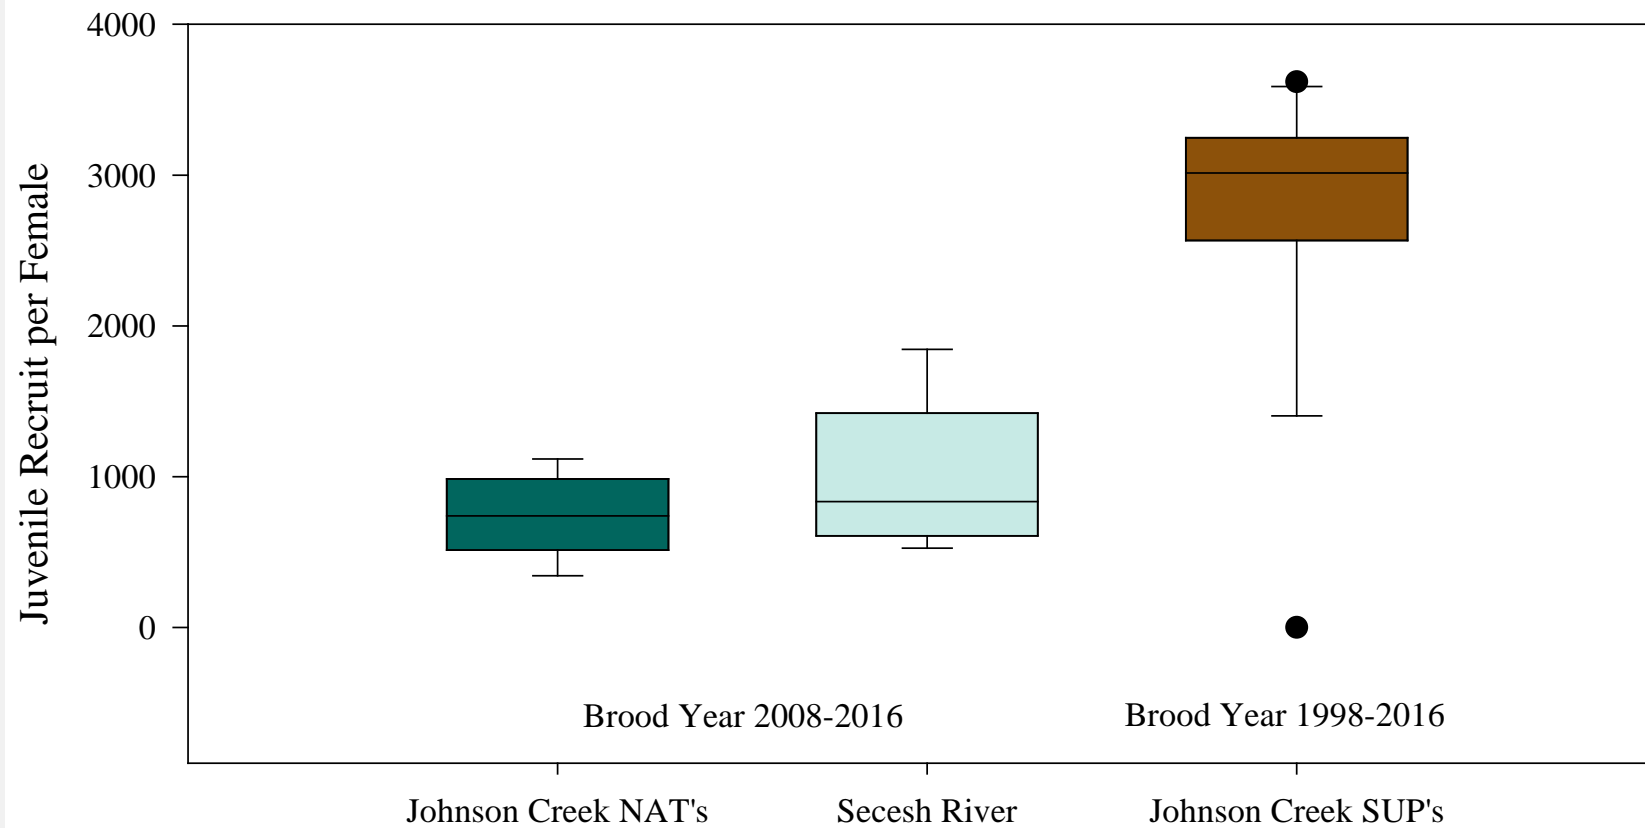 4000
3000
2000
1000
0
Juvenile Recruit per Female
Brood Year 2008-2016
Brood Year 1998-2016
Johnson Creek NAT's
Secesh River
Johnson Creek SUP's